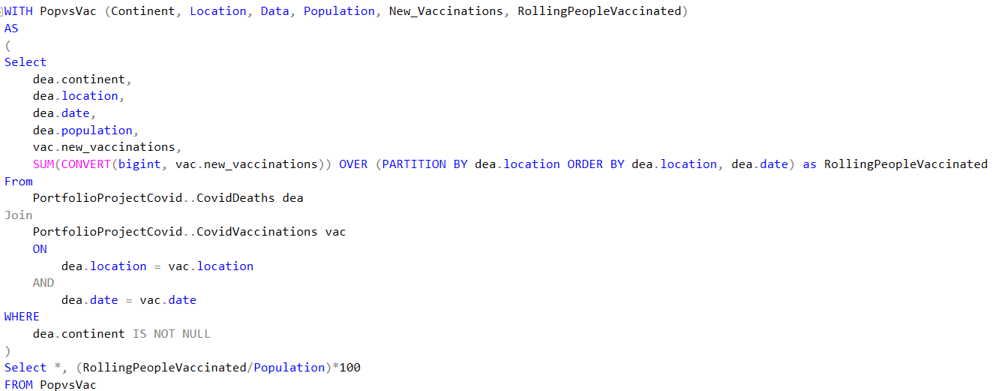 WITH PopvsVac (Continent, Location, Data, Population, New_Vaccinations, RollingPeopleVaccinated)
AS
(
Select
    dea.continent,
    dea.location,
    dea.date,
    dea.population,
    vac.new_vaccinations,
    SUM(CONVERT(bigint, vac.new_vaccinations)) OVER (PARTITION BY dea.location ORDER BY dea.location, dea.date) as RollingPeopleVaccinated
From
    PortfolioProjectCovid..CovidDeaths dea
Join
    PortfolioProjectCovid..CovidVaccinations vac
    ON
        dea.location = vac.location
    AND
        dea.date = vac.date
WHERE
    dea.continent IS NOT NULL
)
Select *, (RollingPeopleVaccinated/Population)*100
FROM PopvsVac